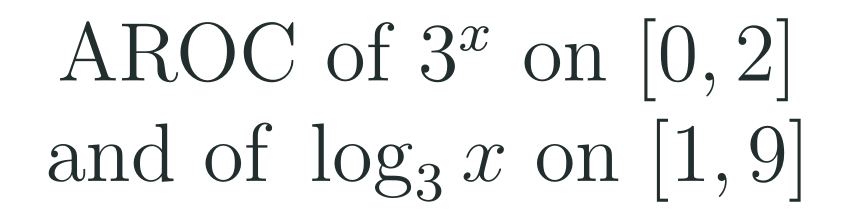 AROC of $3^x$ on $[0, 2]$
and of $\log_3 x$ on $[1, 9]$